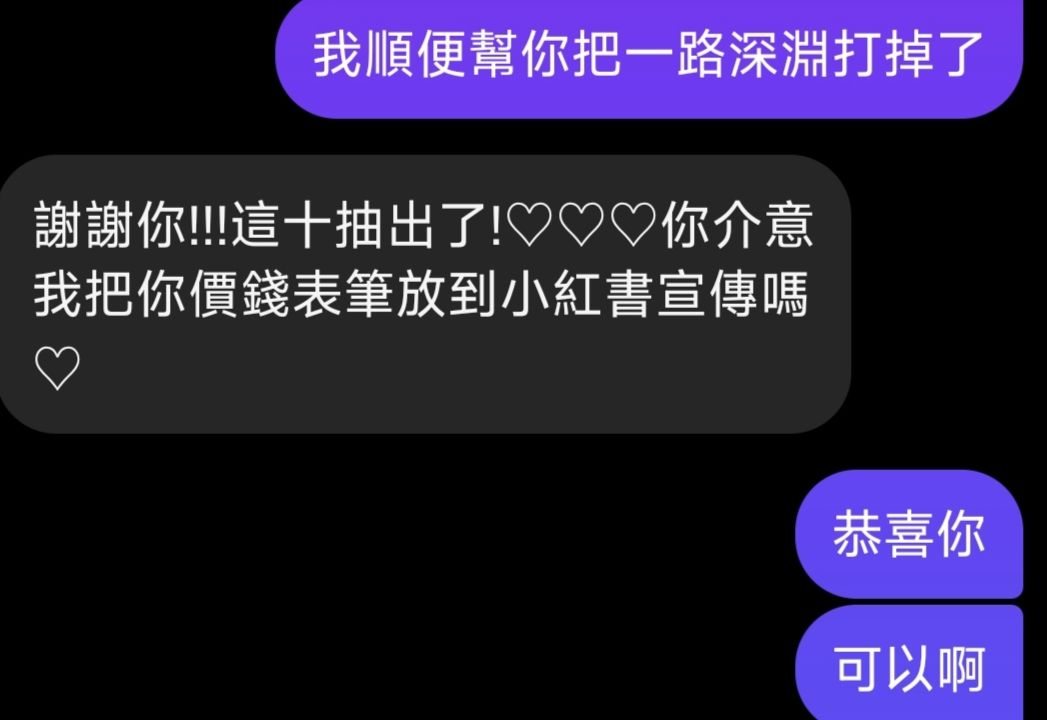 我順便幫你把一路深淵打掉了
謝謝你!!!這十抽出了!♡♡♡你介意
我把你價錢表筆放到小紅書宣傳嗎
♡
恭喜你
可以啊